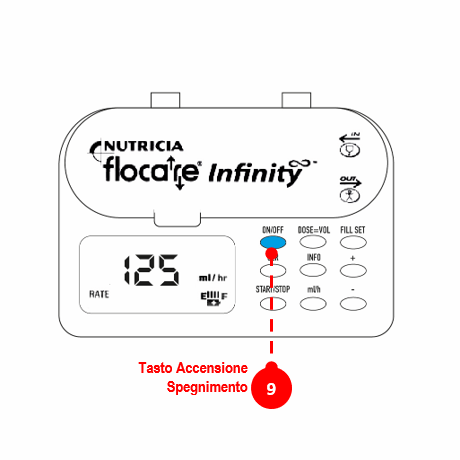 NUTRICIA
flocare® Infinity™
IN
OUT
ON/OFF DOSE=VOL FILL SET
INFO +
START/STOP ml/h -
125 ml/hr
RATE E F
Tasto Accensione
Spegnimento
9